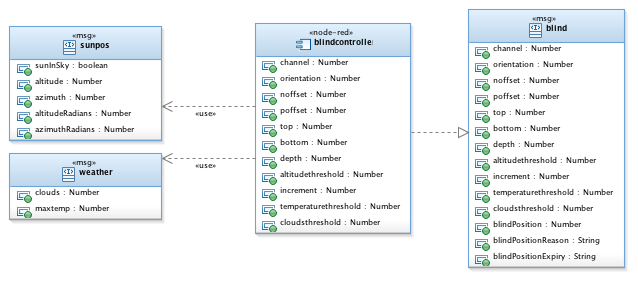 «msg»
sunpos
sunInSky : boolean
altitude : Number
azimuth : Number
altitudeRadians : Number
azimuthRadians : Number
«msg»
weather
clouds : Number
maxtemp : Number
«use»
«use»
«node-red»
blindcontroller
channel : Number
orientation : Number
noffset : Number
poffset : Number
top : Number
bottom : Number
depth : Number
altitudethreshold : Number
increment : Number
temperaturethreshold : Number
cloudsthreshold : Number
«msg»
blind
channel : Number
orientation : Number
noffset : Number
poffset : Number
top : Number
bottom : Number
depth : Number
altitudethreshold : Number
increment : Number
temperaturethreshold : Number
cloudsthreshold : Number
blindPosition : Number
blindPositionReason : String
blindPositionExpiry : String